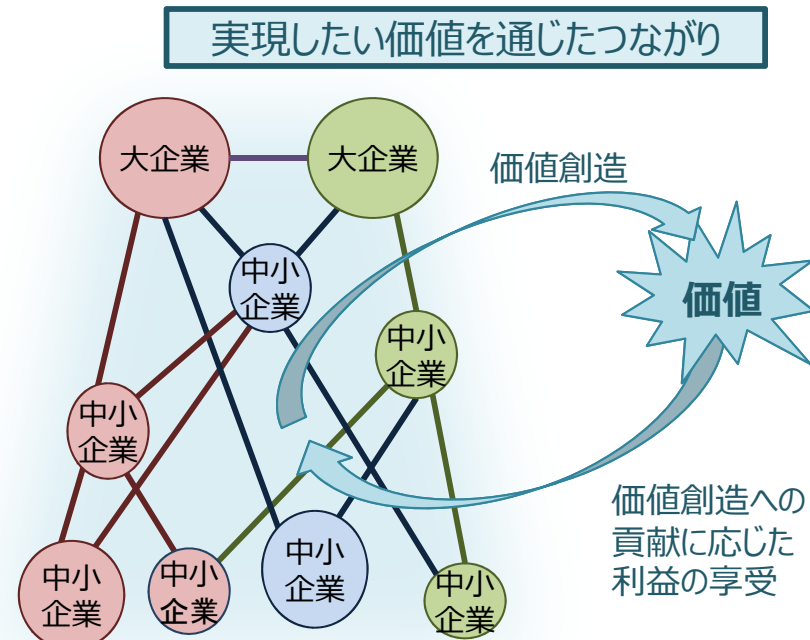 実現したい価値を通じたつながり
大企業
大企業
価値創造
中小
企業
価値
中小
企業
中小
企業
価値創造への
貢献に応じた
利益の享受
中小
企業
中小
企業
中小
企業
中小
企業